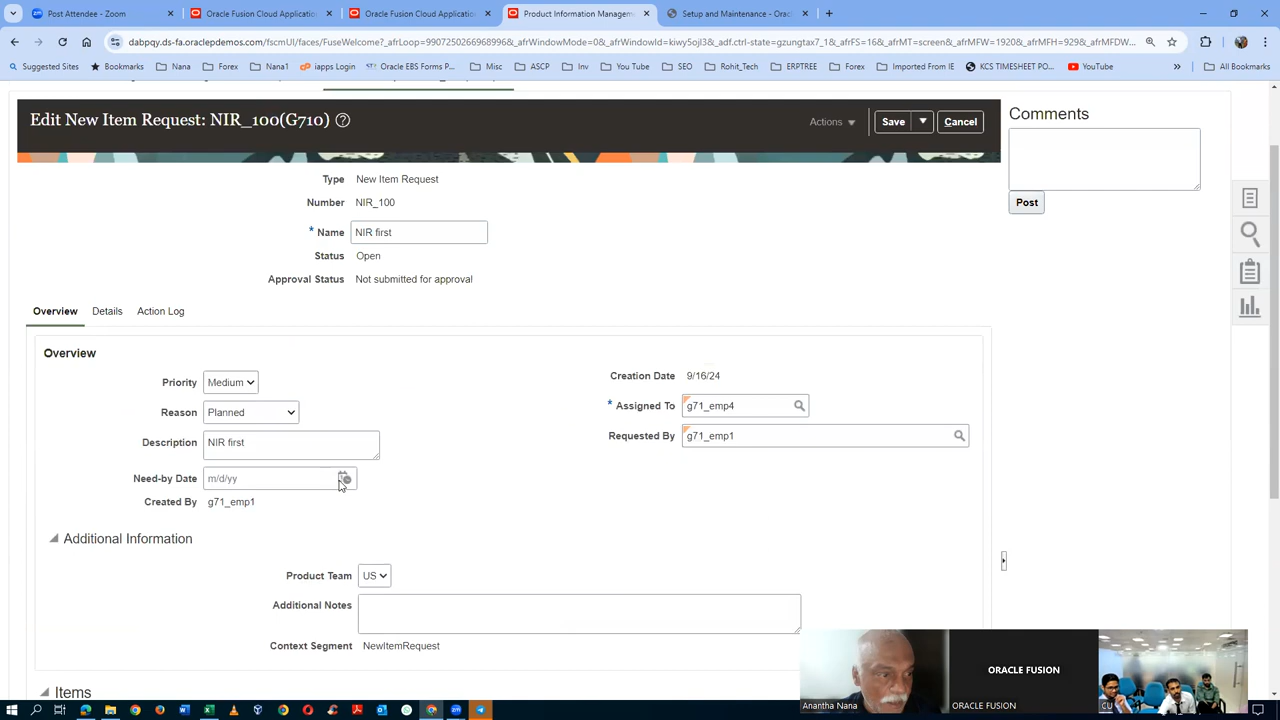 Post Attendee - Zoom
Oracle Fusion Cloud Application
Oracle Fusion Cloud Application
Product Information Managem
Setup and Maintenance - Oracl
dabpqy.ds-fa.oraclepdemos.com/fscmUI/faces/FuseWelcome?_afrLoop=99072502669689​96&_afrWindowMode=0&_afrWindowId=kiwy5ojl3&_adf.ctrl-state=gzungtax7_1&_afrFS=16&_afrMT=screen&_afrMFW=1920&_afrMFH=929&_afrMFDW...
Suggested Sites
Bookmarks
Nana
Forex
Nana1
iapps Login
Oracle EBS Forms P...
Misc
ASCP
Inv
You Tube
SEO
Rohit_Tech
ERPTREE
Forex
Imported From IE
KCS TIMESHEET PO...
YouTube
All Bookmarks
Edit New Item Request: NIR_100(G710)
Actions
Save
Cancel
Comments
Post
Type New Item Request
Number NIR_100
* Name NIR first
Status Open
Approval Status Not submitted for approval
Overview Details Action Log
Overview
Priority Medium
Reason Planned
Description NIR first
Need-by Date m/d/yy
Created By g71_emp1
Creation Date 9/16/24
* Assigned To g71_emp4
Requested By g71_emp1
Additional Information
Product Team US
Additional Notes
Context Segment NewItemRequest
Items
Anantha Nana
ORACLE FUSION
ORACLE FUSION
CU